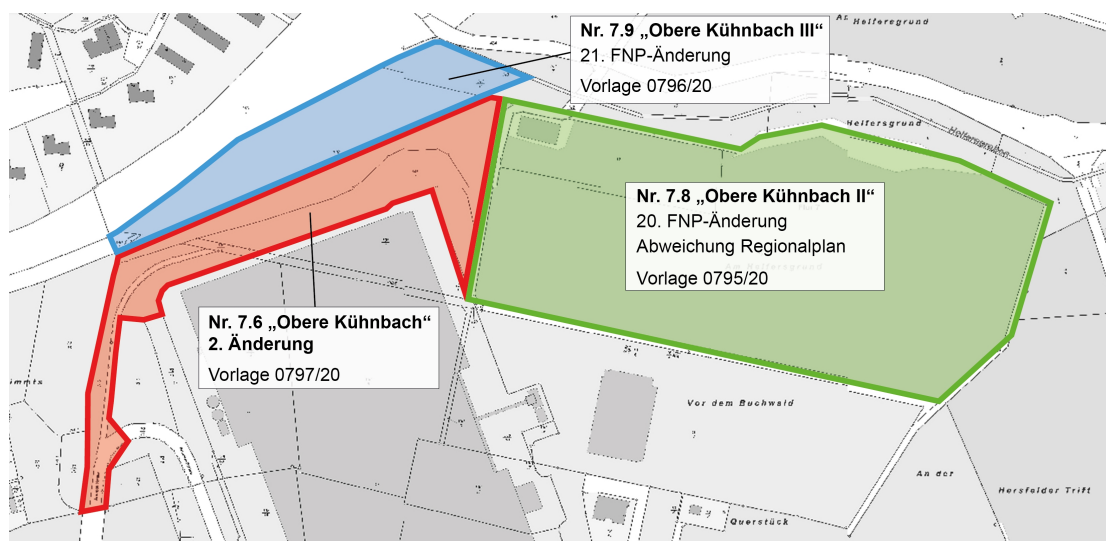 Nr. 7.9 „Obere Kühnbach III“
21. FNP-Änderung
Vorlage 0796/20
Helferegrund
Helfersgrund
Helfersgraben
Nr. 7.8 „Obere Kühnbach II“
20. FNP-Änderung
Abweichung Regionalplan
Vorlage 0795/20
Nr. 7.6 „Obere Kühnbach“
2. Änderung
Vorlage 0797/20
Vor dem Buchwald
An der
Hersfelder Trift
Querstück